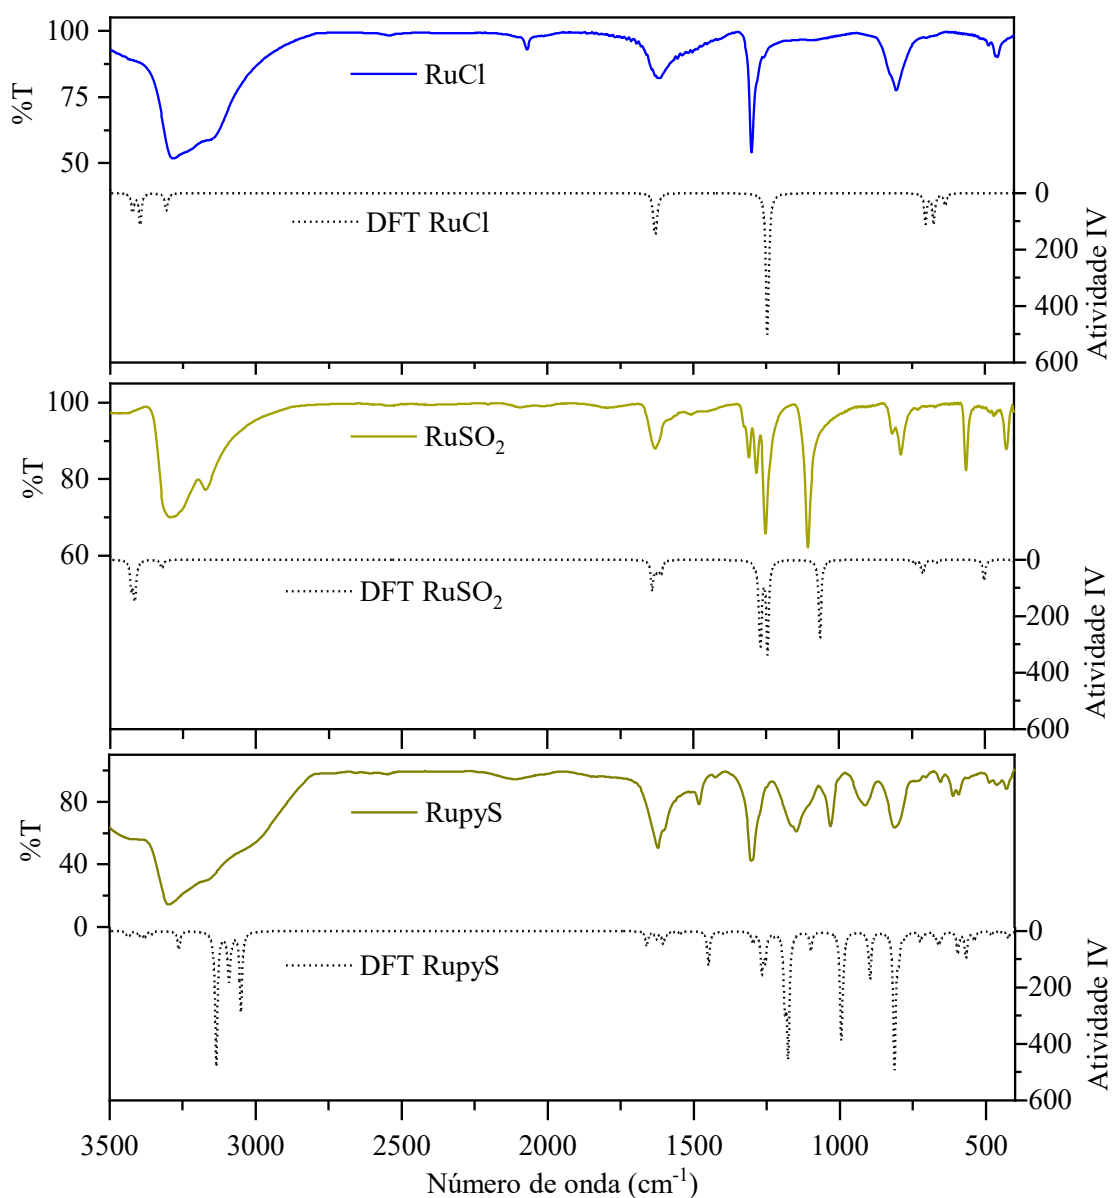 100
75
50
%T
RuCl
DFT RuCl
0
200
400
600
Atividade IV
100
80
60
%T
RuSO₂
DFT RuSO₂
0
200
400
600
Atividade IV
80
40
0
%T
RupyS
DFT RupyS
0
200
400
600
Atividade IV
3500 3000 2500 2000 1500 1000 500
Número de onda (cm⁻¹)